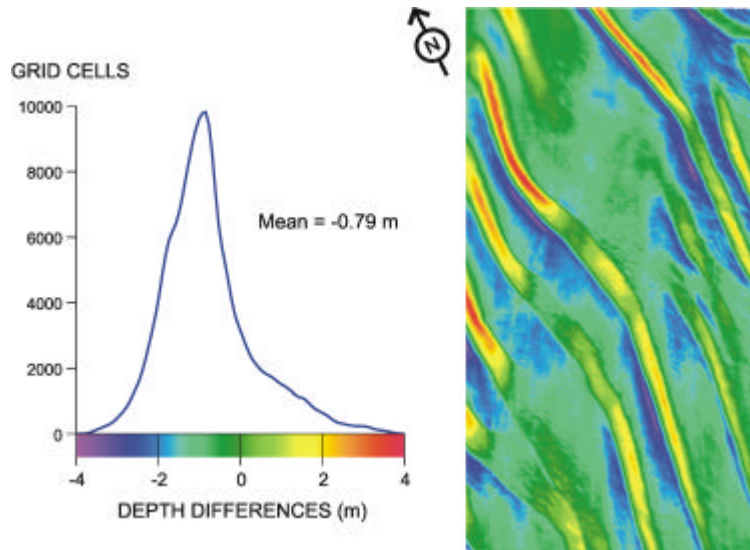 N
GRID CELLS
10000
8000
Mean = -0.79 m
6000
4000
2000
0
-4 -2 0 2 4
DEPTH DIFFERENCES (m)